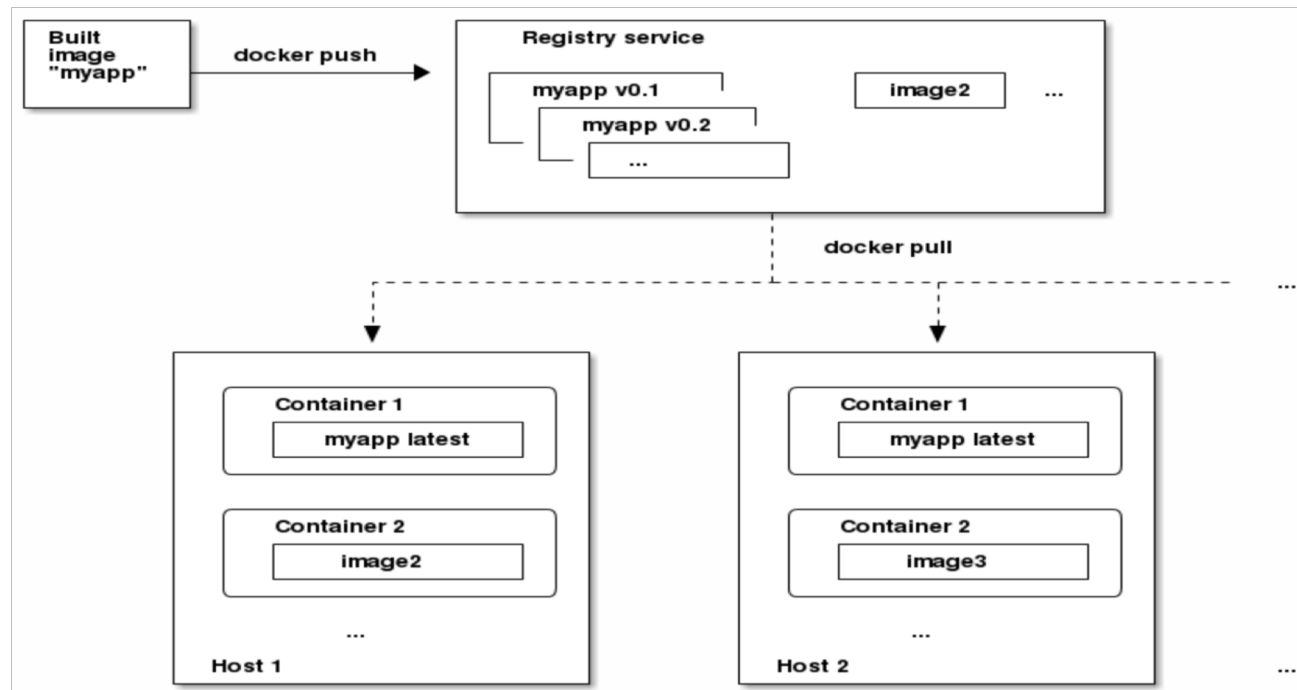 Built
image
"myapp"
docker push
Registry service
myapp v0.1
myapp v0.2
...
image2
...
docker pull
...
Container 1
myapp latest
Container 2
image2
...
Host 1
Container 1
myapp latest
Container 2
image3
...
Host 2
...